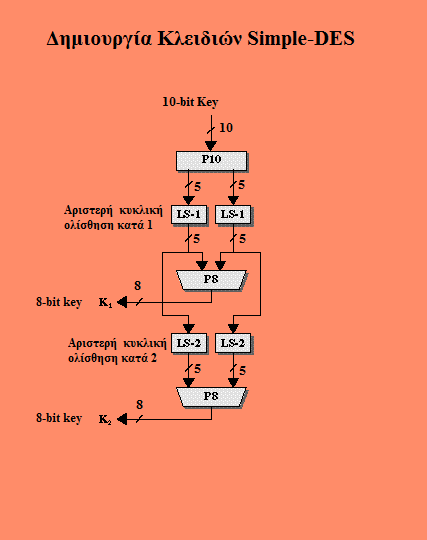 Δημιουργία Κλειδιών Simple-DES
10-bit Key
10
P10
5 5
Αριστερή κυκλική
ολίσθηση κατά 1
LS-1 LS-1
5 5
P8
8
8-bit key K₁
Αριστερή κυκλική
ολίσθηση κατά 2
LS-2 LS-2
5 5
P8
8
8-bit key K₂